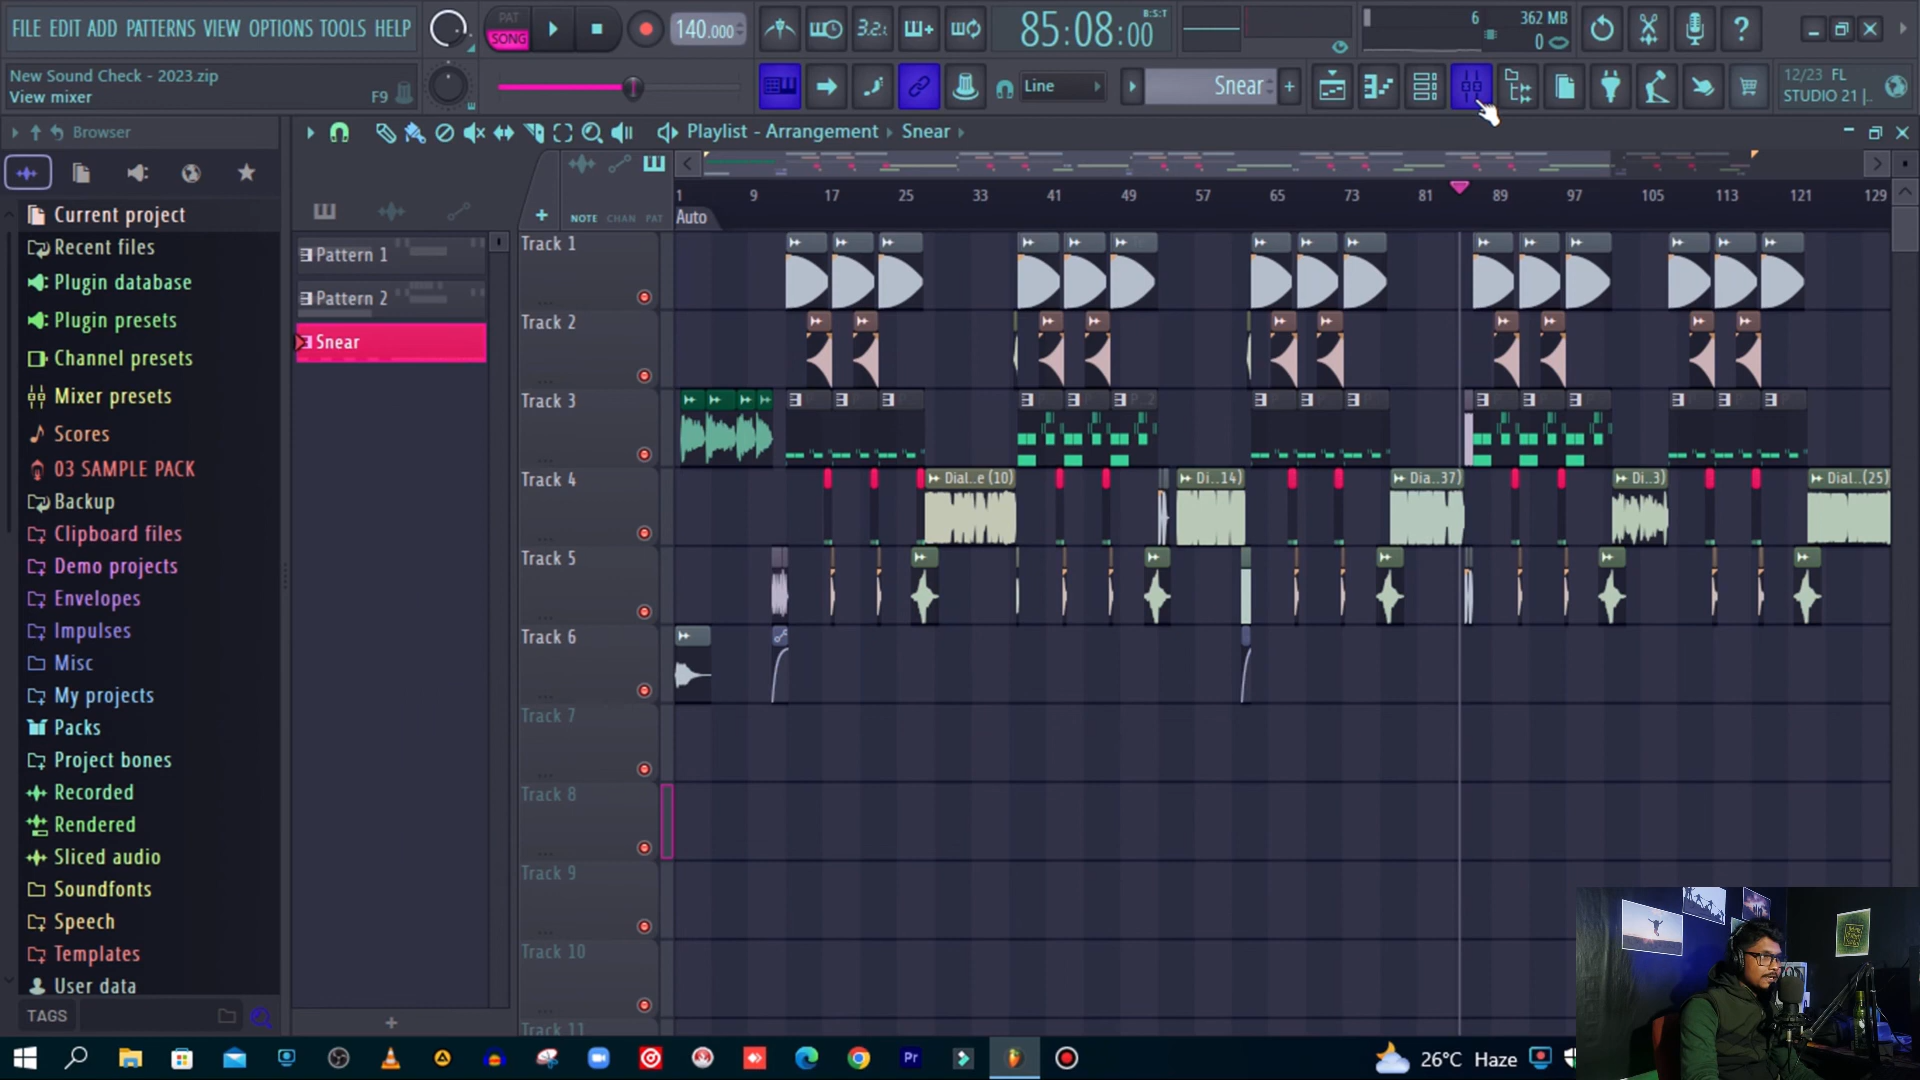 FILE EDIT ADD PATTERNS VIEW OPTIONS TOOLS HELP
PAT
SONG
140.000
3.2.1
85:08:00
B:S:T
6
362 MB
0
New Sound Check - 2023.zip
View mixer
F9
Line
Snear
12/23 FL
STUDIO 21 |..
Browser
Playlist - Arrangement
Snear
1 9 17 25 33 41 49 57 65 73 81 89 97 105 113 121 129
NOTE CHAN PAT
Auto
Current project
Recent files
Plugin database
Plugin presets
Channel presets
Mixer presets
Scores
03 SAMPLE PACK
Backup
Clipboard files
Demo projects
Envelopes
Impulses
Misc
My projects
Packs
Project bones
Recorded
Rendered
Sliced audio
Soundfonts
Speech
Templates
User data
TAGS
Pattern 1
Pattern 2
Snear
Track 1
Track 2
Track 3
Track 4
Dial..e (10)
Di..14)
Dia..37)
Di..3)
Dial..(25)
Track 5
Track 6
Track 7
Track 8
Track 9
Track 10
Track 11
Pr
26°C Haze